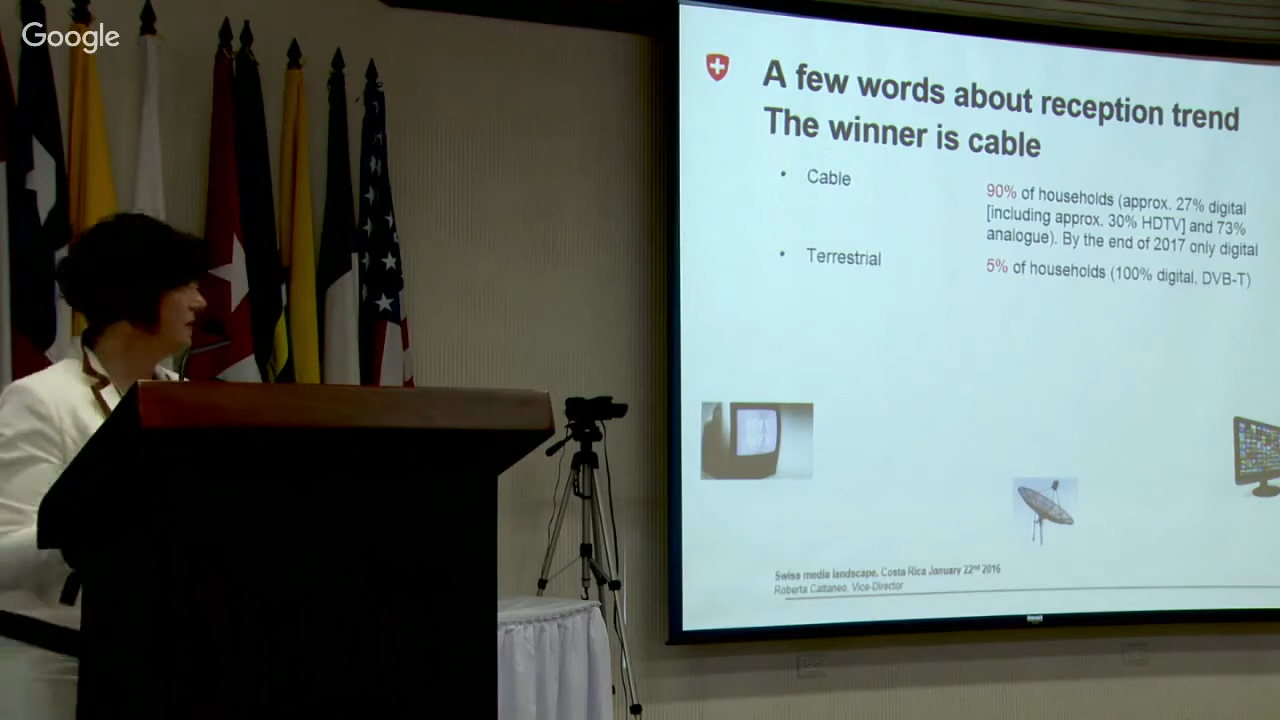 Google
A few words about reception trend
The winner is cable
• Cable
90% of households (approx. 27% digital
[including approx. 30% HDTV] and 73%
analogue). By the end of 2017 only digital
• Terrestrial
5% of households (100% digital, DVB-T)
Swiss media landscape, Costa Rica January 22nd 2016
Roberta Cattaneo, Vice-Director